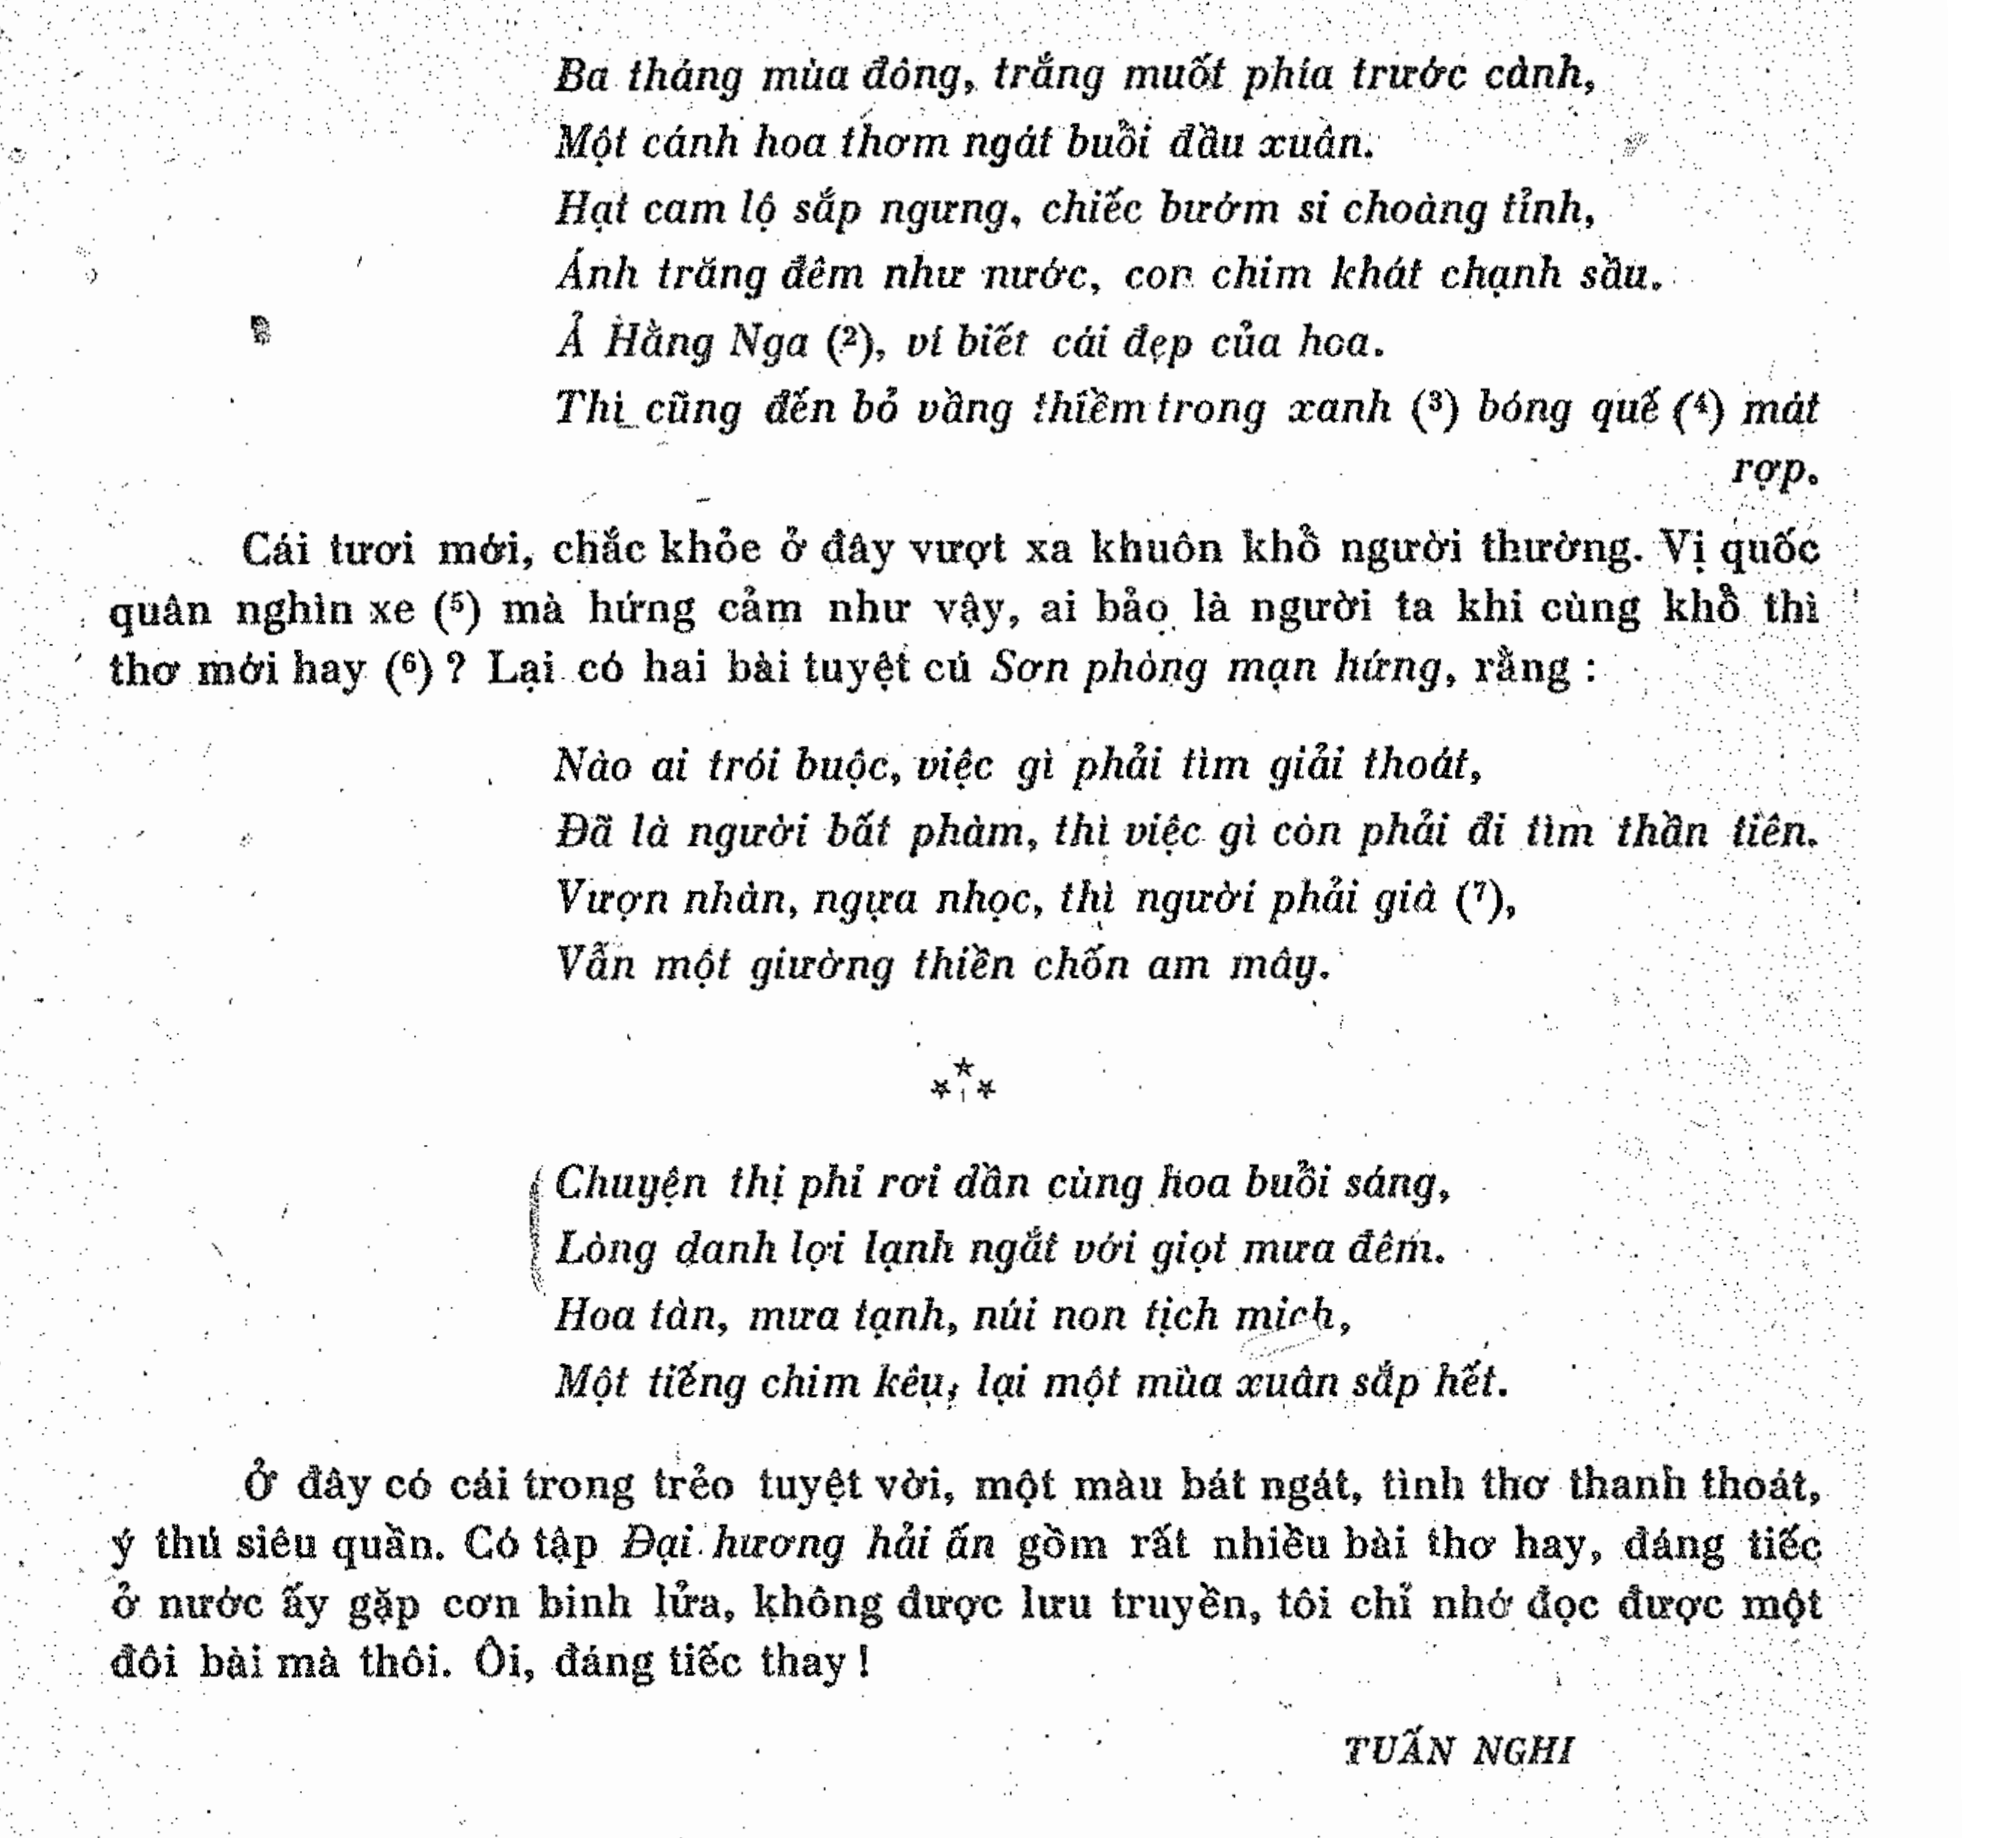 Ba tháng mùa đông, trắng muốt phía trước cành,
Một cánh hoa thơm ngát buổi đầu xuân.
Hạt cam lộ sắp ngưng, chiếc bướm si choàng tỉnh,
Ánh trăng đêm như nước, con chim khát chạnh sầu.
Ả Hằng Nga (2), ví biết cái đẹp của hoa.
Thì cũng đến bỏ vầng thiềm trong xanh (3) bóng quế (4) mát
rợp.
Cái tươi mới, chắc khỏe ở đây vượt xa khuôn khổ người thường. Vị quốc
quân nghìn xe (5) mà hứng cảm như vậy, ai bảo là người ta khi cùng khổ thì
thơ mới hay (6) ? Lại có hai bài tuyệt cú Sơn phòng mạn hứng, rằng :
Nào ai trói buộc, việc gì phải tìm giải thoát,
Đã là người bất phàm, thì việc gì còn phải đi tìm thần tiên.
Vượn nhàn, ngựa nhọc, thì người phải già (7),
Vẫn một giường thiền chốn am mây.
***
Chuyện thị phi rơi dần cùng hoa buổi sáng,
Lòng danh lợi lạnh ngắt với giọt mưa đêm.
Hoa tàn, mưa tạnh, núi non tịch mich,
Một tiếng chim kêu, lại một mùa xuân sắp hết.
Ở đây có cái trong trẻo tuyệt vời, một màu bát ngát, tình thơ thanh thoát,
ý thú siêu quần. Có tập Đại hương hải ấn gồm rất nhiều bài thơ hay, đáng tiếc
ở nước ấy gặp cơn binh lửa, không được lưu truyền, tôi chỉ nhớ đọc được một
đôi bài mà thôi. Ôi, đáng tiếc thay !
TUẤN NGHI